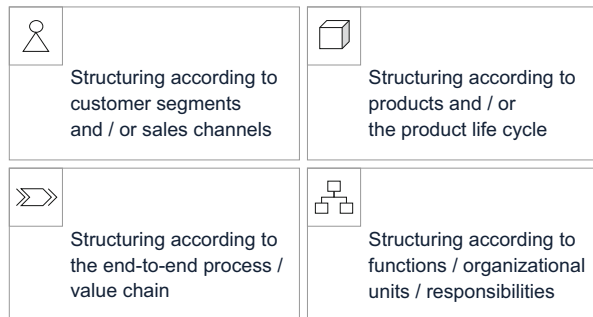 Structuring according to
customer segments
and / or sales channels
Structuring according to
products and / or
the product life cycle
Structuring according to
the end-to-end process /
value chain
Structuring according to
functions / organizational
units / responsibilities